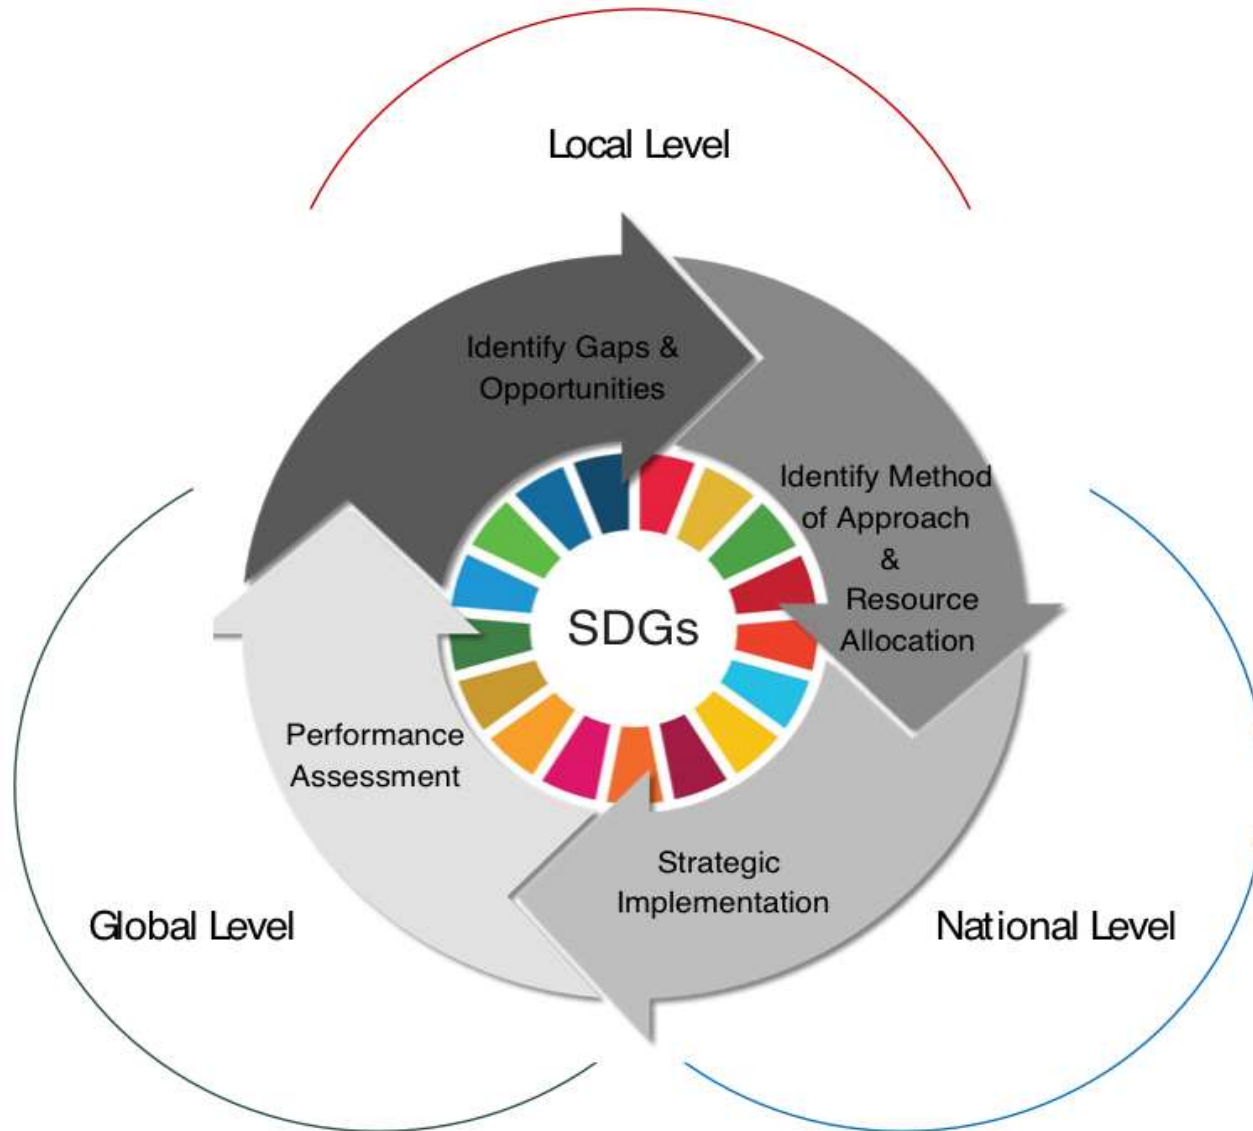 Local Level
Identify Gaps &
Opportunities
Identify Method
of Approach
&
Resource
Allocation
SDGs
Performance
Assessment
Strategic
Implementation
Global Level
National Level